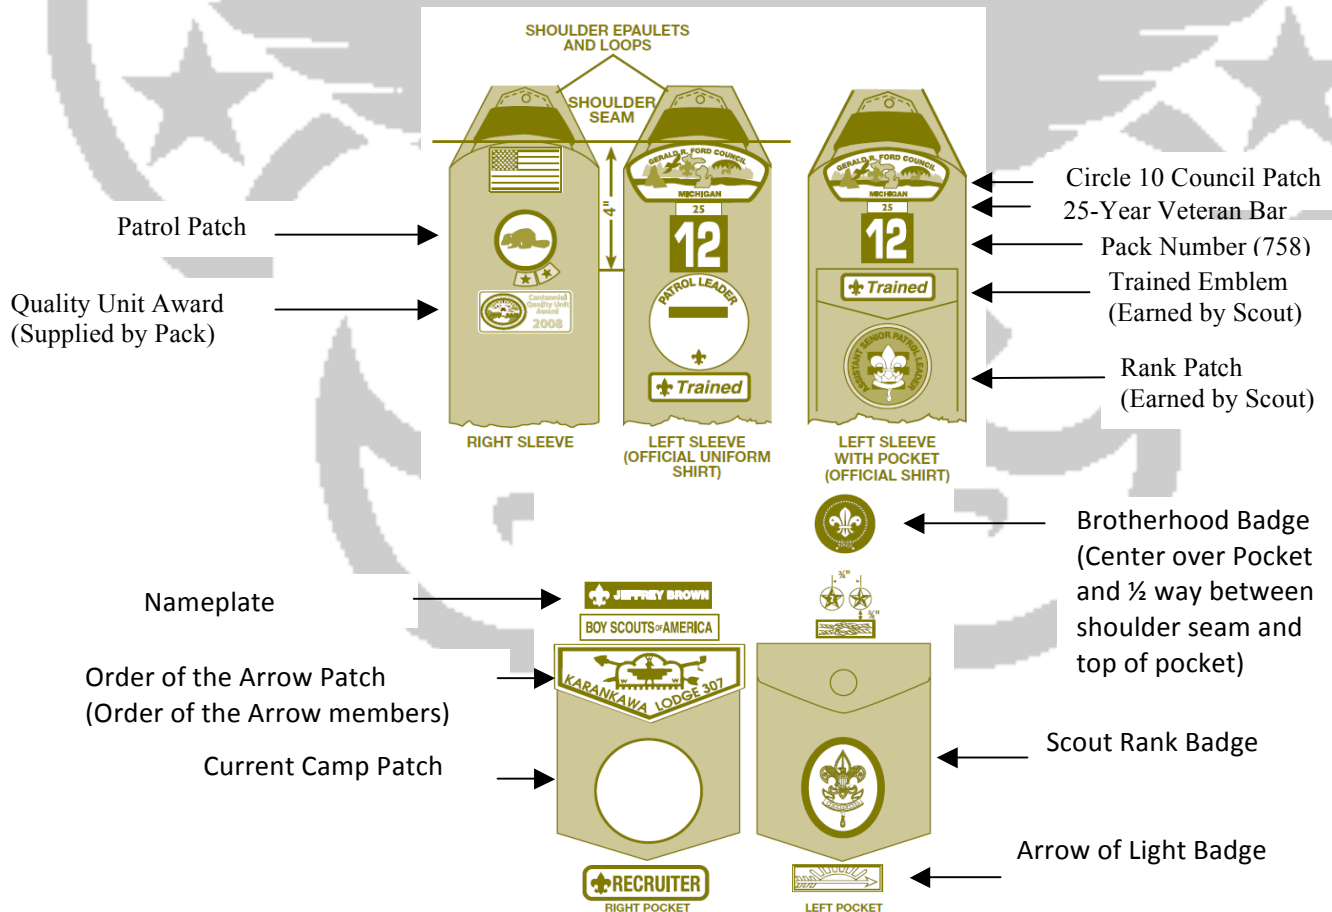 SHOULDER EPAULETS
AND LOOPS
SHOULDER
SEAM
GERALD R. FORD COUNCIL
MICHIGAN
25
12
4"
PATROL LEADER
Trained
GERALD R. FORD COUNCIL
MICHIGAN
25
12
Trained
ASSISTANT SENIOR PATROL LEADER
Circle 10 Council Patch
25-Year Veteran Bar
Pack Number (758)
Trained Emblem
(Earned by Scout)
Rank Patch
(Earned by Scout)
Patrol Patch
Quality Unit Award
(Supplied by Pack)
Centennial
Quality Unit
Award
2008
RIGHT SLEEVE
LEFT SLEEVE
(OFFICIAL UNIFORM
SHIRT)
LEFT SLEEVE
WITH POCKET
(OFFICIAL SHIRT)
Brotherhood Badge
(Center over Pocket
and ½ way between
shoulder seam and
top of pocket)
Nameplate
JEFFREY BROWN
BOY SCOUTS OF AMERICA
Order of the Arrow Patch
(Order of the Arrow members)
KARANKAWA LODGE 307
Current Camp Patch
Scout Rank Badge
Arrow of Light Badge
RECRUITER
RIGHT POCKET
LEFT POCKET